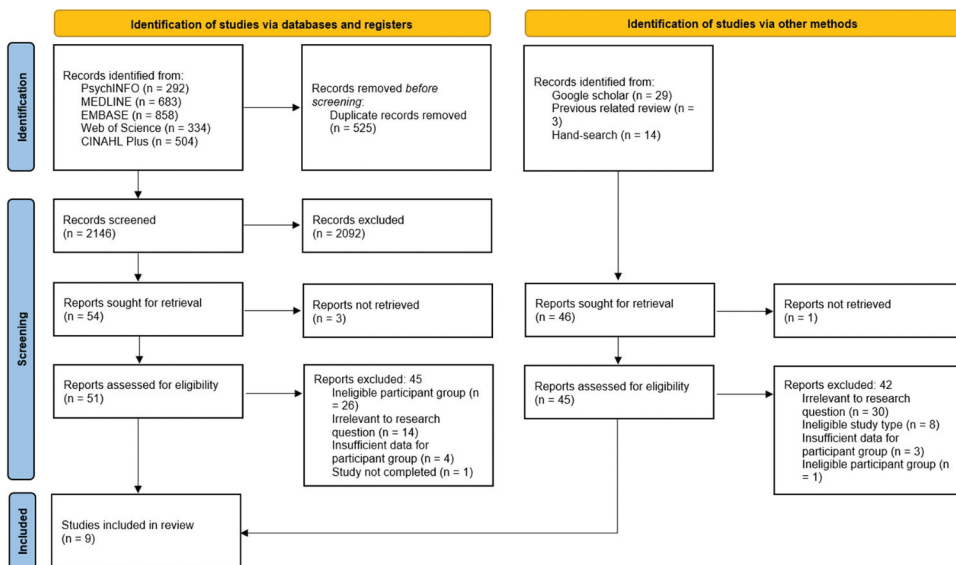 Identification of studies via databases and registers
Identification of studies via other methods
Identification
Records identified from:
PsychINFO (n = 292)
MEDLINE (n = 683)
EMBASE (n = 858)
Web of Science (n = 334)
CINAHL Plus (n = 504)
Records removed before
screening:
Duplicate records removed
(n = 525)
Records identified from:
Google scholar (n = 29)
Previous related review (n =
3)
Hand-search (n = 14)
Screening
Records screened
(n = 2146)
Records excluded
(n = 2092)
Reports sought for retrieval
(n = 54)
Reports not retrieved
(n = 3)
Reports sought for retrieval
(n = 46)
Reports not retrieved
(n = 1)
Reports assessed for eligibility
(n = 51)
Reports excluded: 45
Ineligible participant group (n
= 26)
Irrelevant to research
question (n = 14)
Insufficient data for
participant group (n = 4)
Study not completed (n = 1)
Reports assessed for eligibility
(n = 45)
Reports excluded: 42
Irrelevant to research
question (n = 30)
Ineligible study type (n = 8)
Insufficient data for
participant group (n = 3)
Ineligible participant group (n
= 1)
Included
Studies included in review
(n = 9)